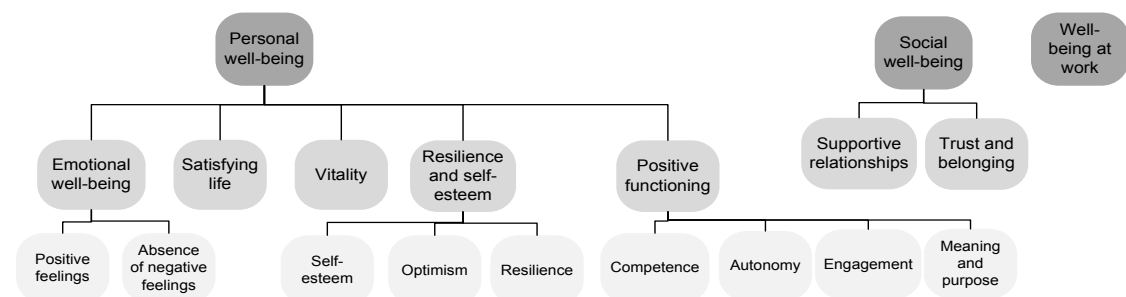 Personal
well-being
Social
well-being
Well-
being at
work
Emotional
well-being
Satisfying
life
Vitality
Resilience
and self-
esteem
Positive
functioning
Supportive
relationships
Trust and
belonging
Positive
feelings
Absence
of negative
feelings
Self-
esteem
Optimism
Resilience
Competence
Autonomy
Engagement
Meaning
and
purpose